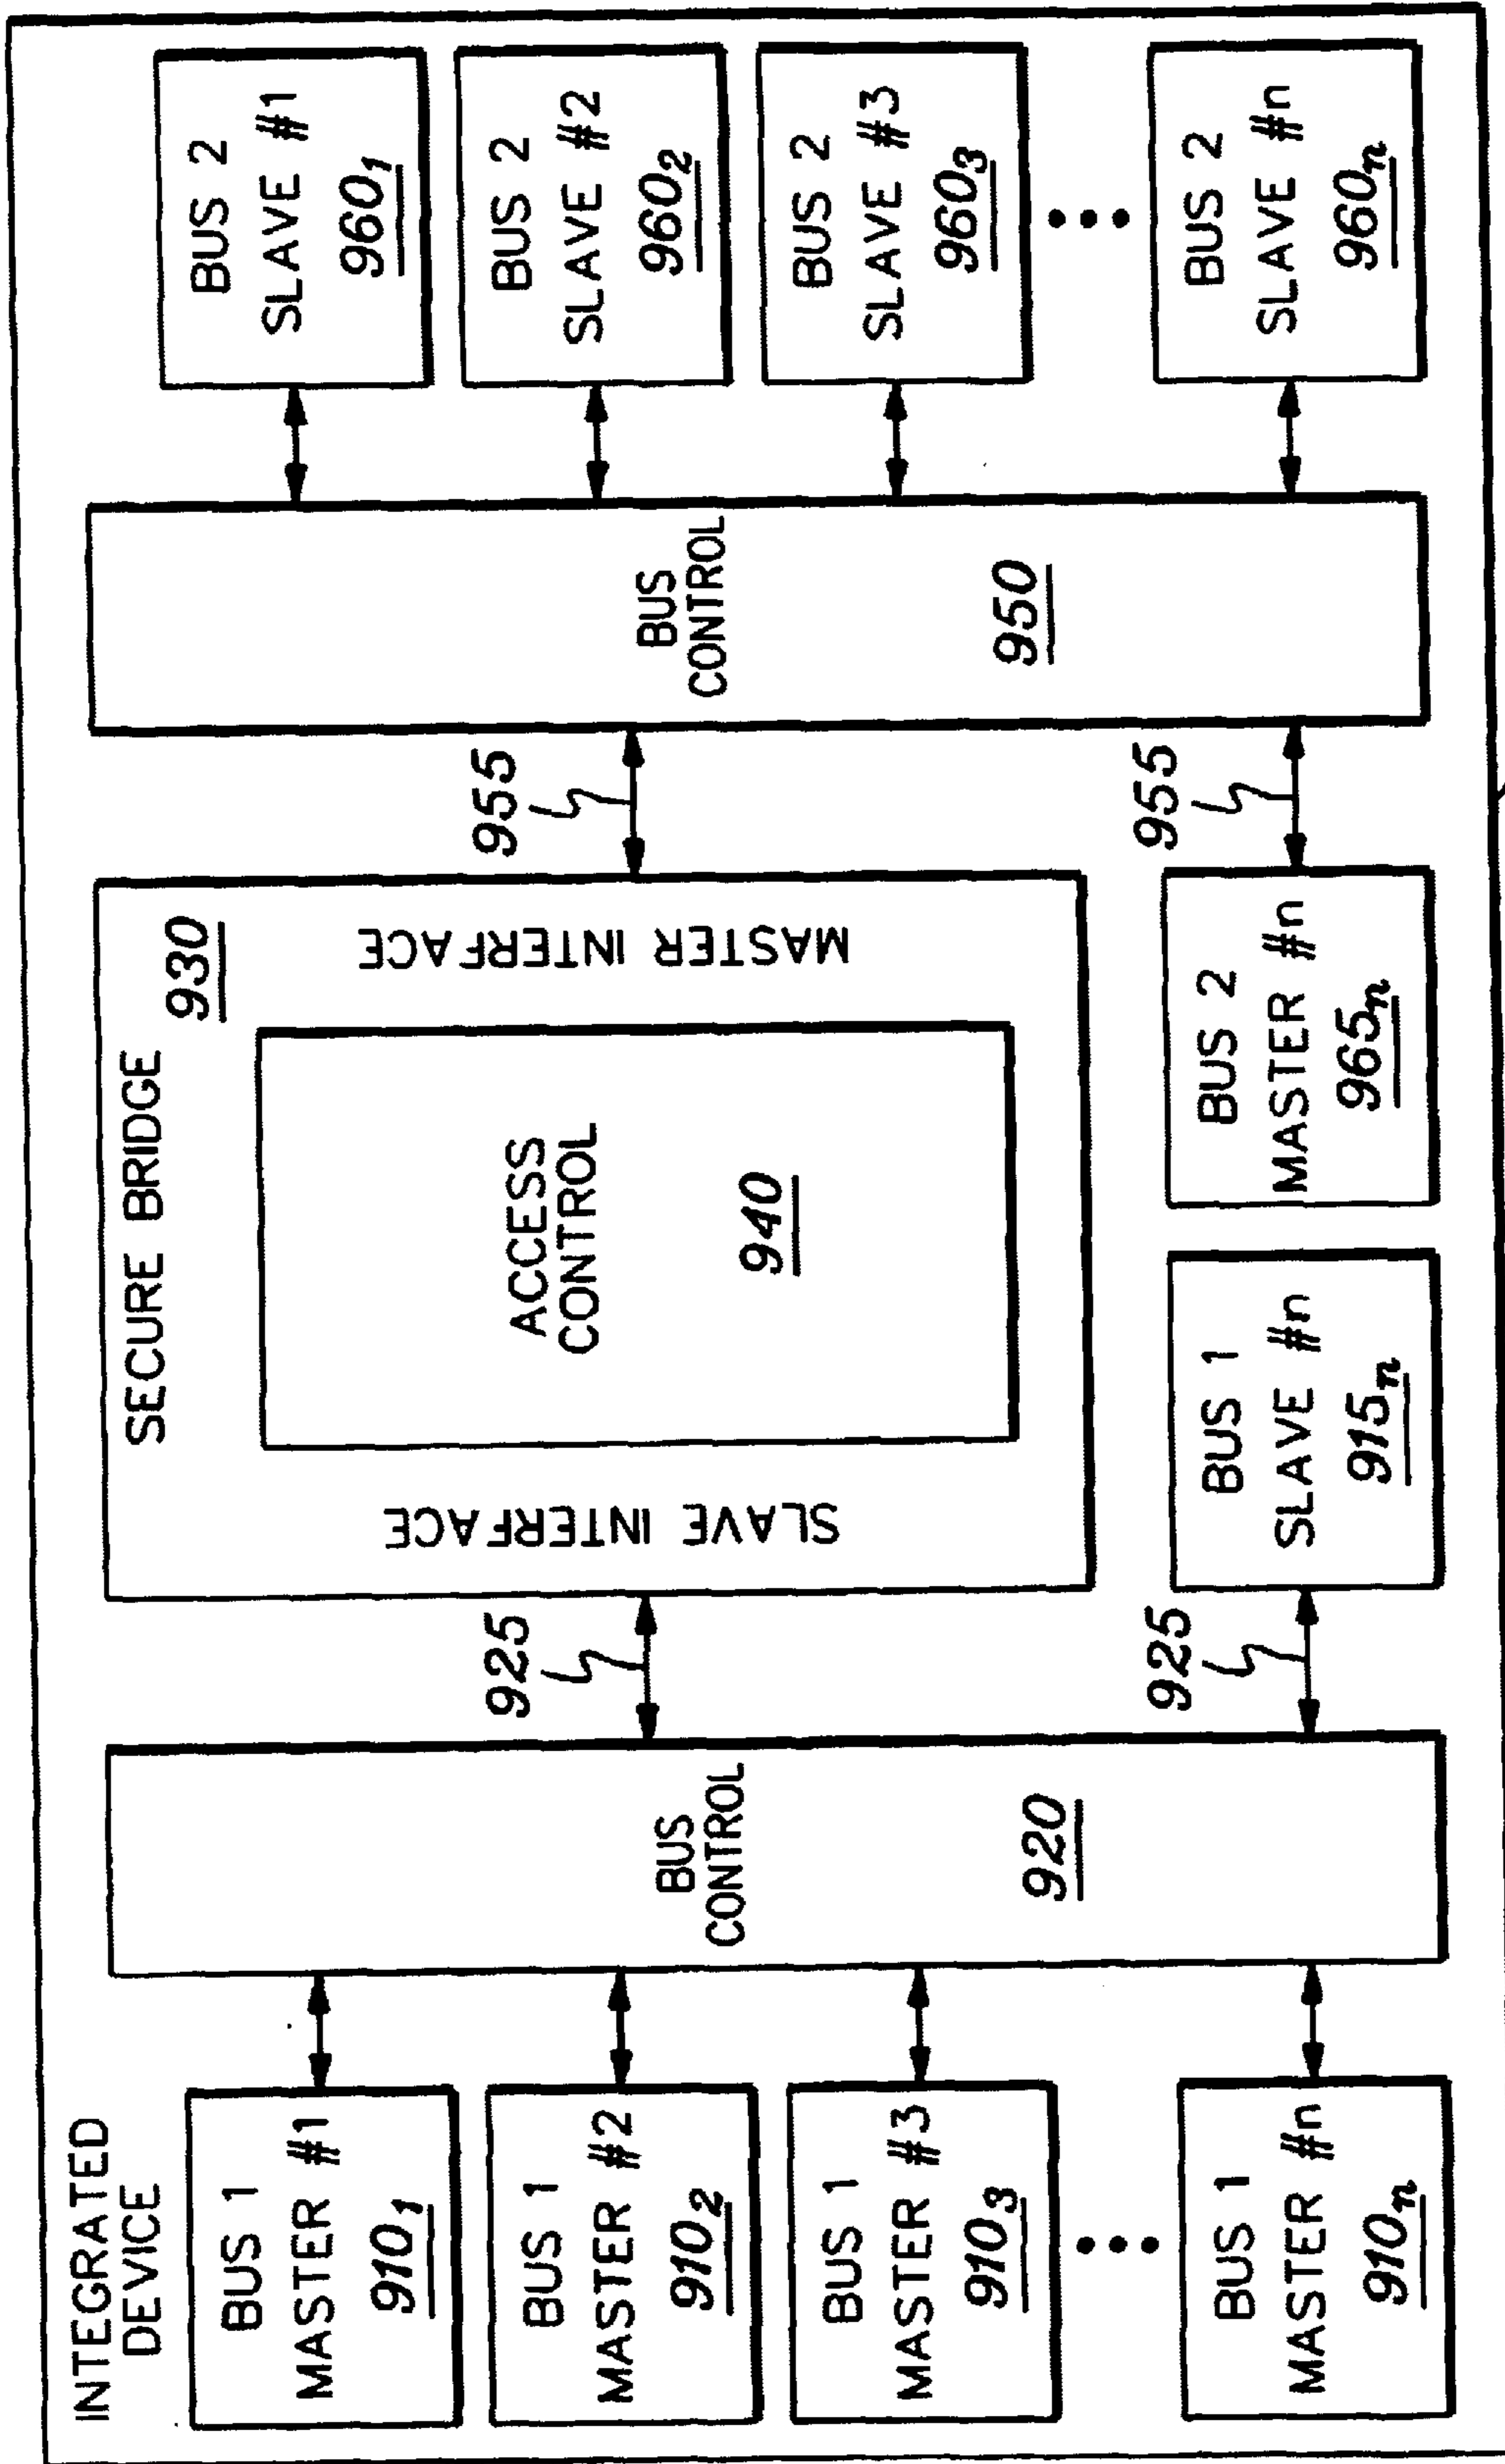 INTEGRATED
DEVICE
BUS 1
MASTER #1
910₁
BUS 1
MASTER #2
910₂
BUS 1
MASTER #3
910₃
BUS 1
MASTER #n
910ₙ
BUS
CONTROL
920
925
925
SECURE BRIDGE
930
SLAVE INTERFACE
ACCESS
CONTROL
940
MASTER INTERFACE
BUS 1
SLAVE #n
915ₙ
BUS 2
MASTER #n
965ₙ
955
955
BUS
CONTROL
950
BUS 2
SLAVE #1
960₁
BUS 2
SLAVE #2
960₂
BUS 2
SLAVE #3
960₃
BUS 2
SLAVE #n
960ₙ